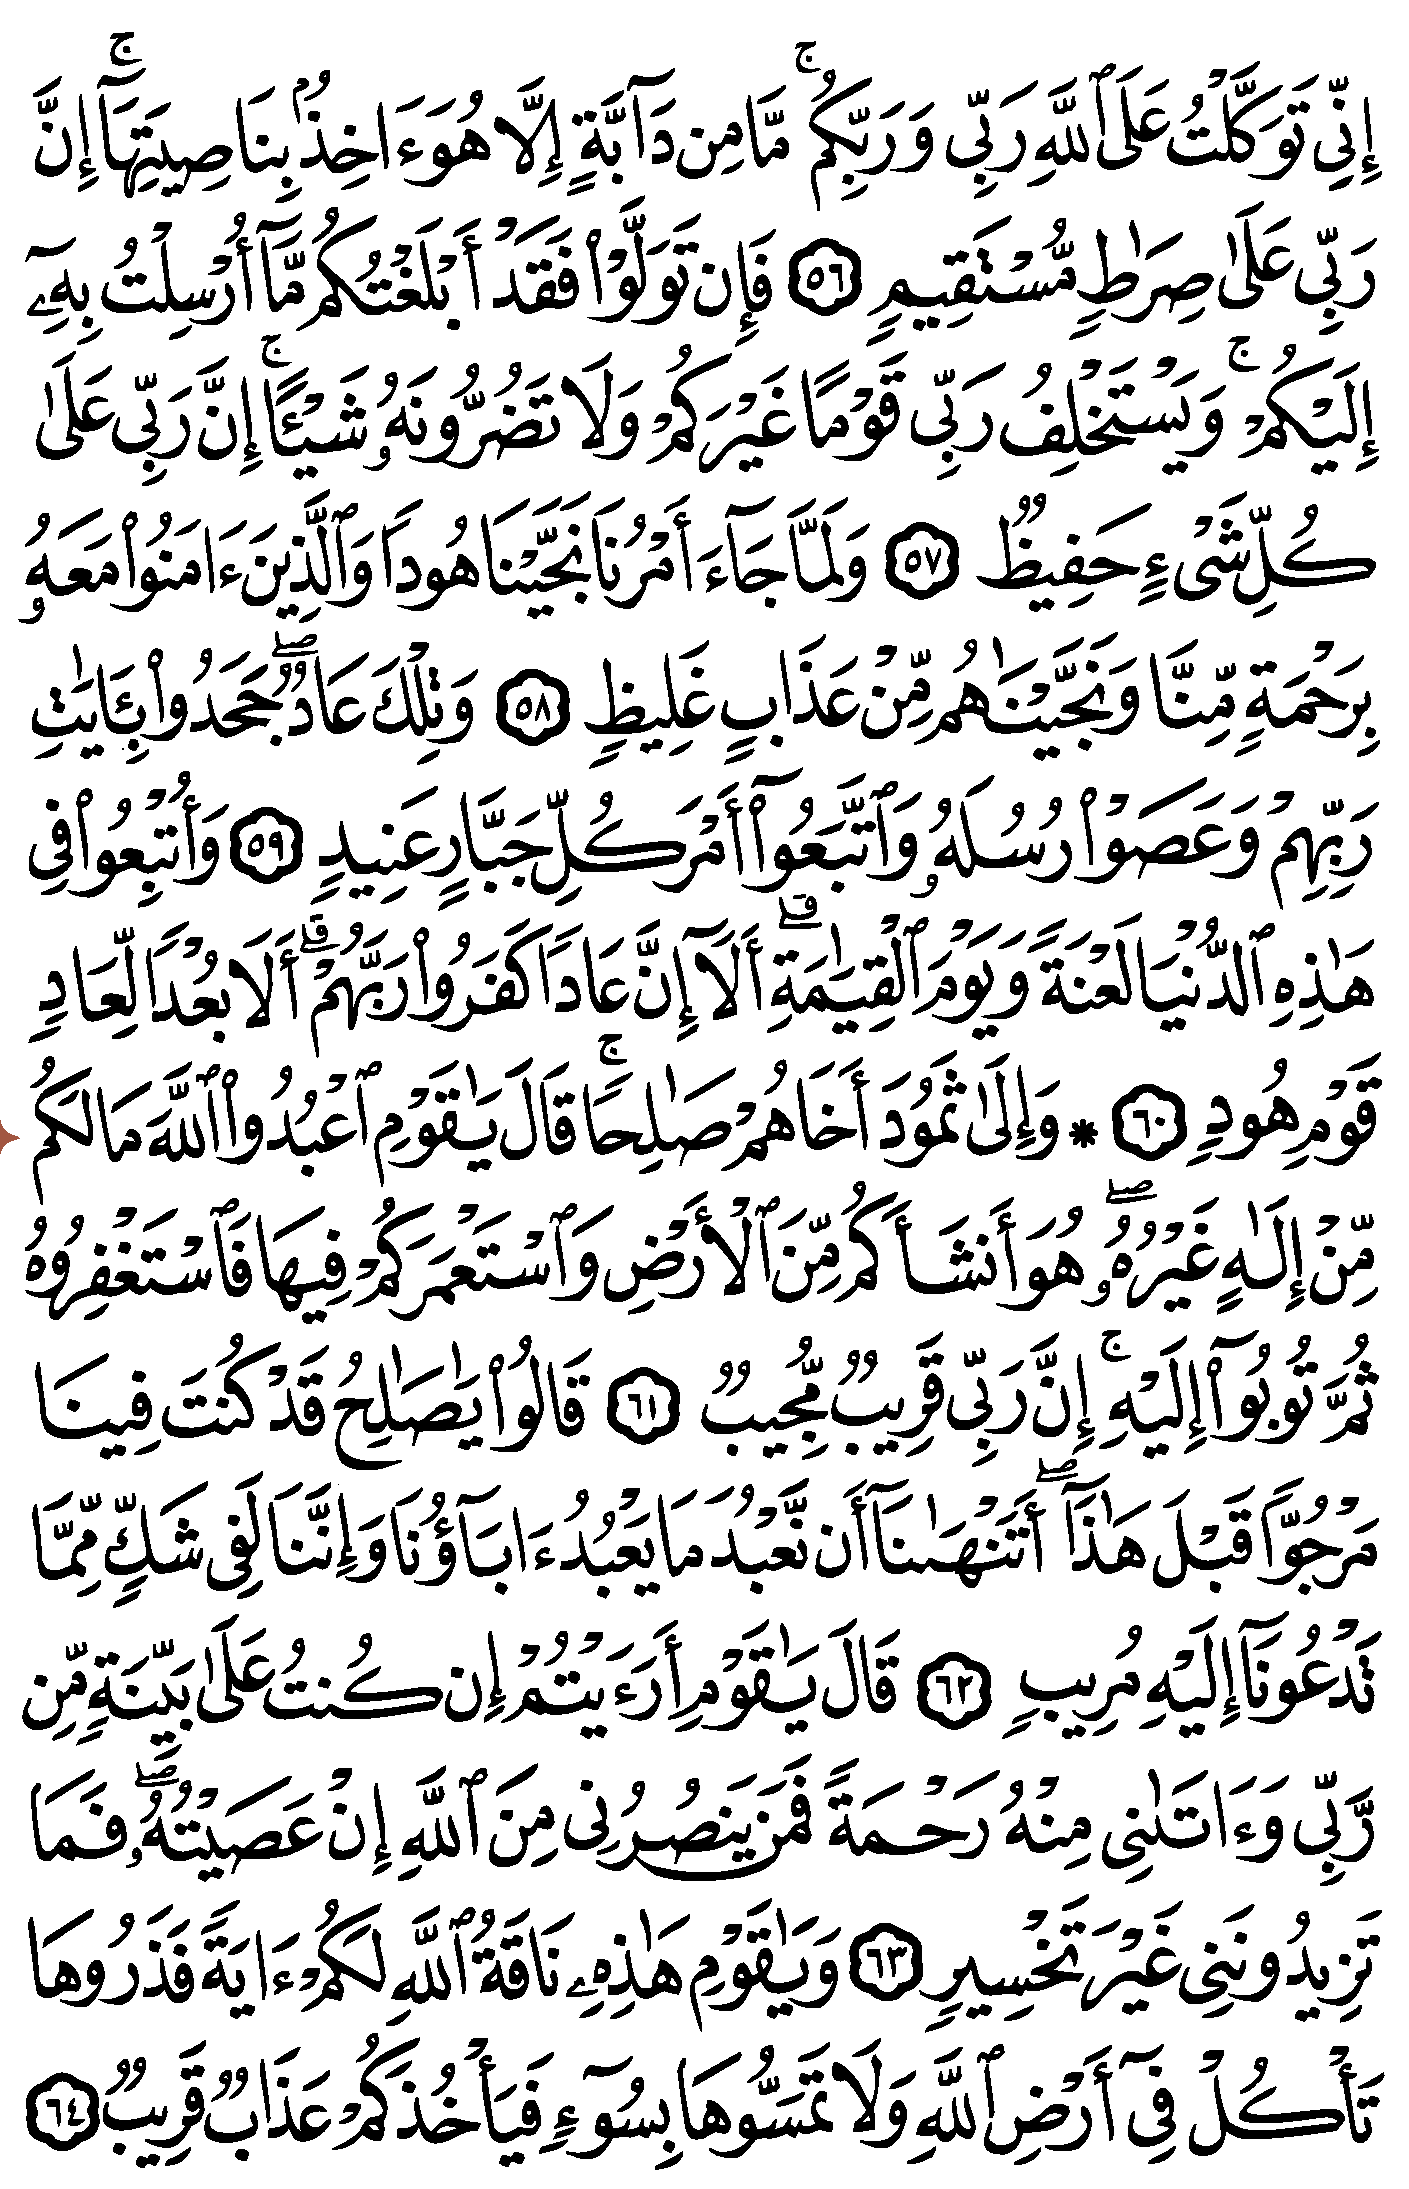 إِنِّي تَوَكَّلْتُ عَلَى ٱللَّهِ رَبِّي وَرَبِّكُمۚ مَّا مِن دَآبَّةٍ إِلَّا هُوَ ءَاخِذُۢ بِنَاصِيَتِهَآۚ إِنَّ
رَبِّي عَلَىٰ صِرَٰطٍ مُّسْتَقِيمٍ ٥٦ فَإِن تَوَلَّوْا۟ فَقَدْ أَبْلَغْتُكُم مَّآ أُرْسِلْتُ بِهِۦٓ
إِلَيْكُمْۚ وَيَسْتَخْلِفُ رَبِّي قَوْمًا غَيْرَكُمْ وَلَا تَضُرُّونَهُۥ شَيْـًٔاۚ إِنَّ رَبِّي عَلَىٰ
كُلِّ شَىْءٍ حَفِيظٌ ٥٧ وَلَمَّا جَآءَ أَمْرُنَا نَجَّيْنَا هُودًا وَٱلَّذِينَ ءَامَنُوا۟ مَعَهُۥ
بِرَحْمَةٍ مِّنَّا وَنَجَّيْنَـٰهُم مِّنْ عَذَابٍ غَلِيظٍ ٥٨ وَتِلْكَ عَادٌۖ جَحَدُوا۟ بِـَٔايَـٰتِ
رَبِّهِمْ وَعَصَوْا۟ رُسُلَهُۥ وَٱتَّبَعُوٓا۟ أَمْرَ كُلِّ جَبَّارٍ عَنِيدٍ ٥٩ وَأُتْبِعُوا۟ فِي
هَـٰذِهِ ٱلدُّنْيَا لَعْنَةً وَيَوْمَ ٱلْقِيَـٰمَةِۗ أَلَآ إِنَّ عَادًا كَفَرُوا۟ رَبَّهُمْۗ أَلَا بُعْدًا لِّعَادٍ
قَوْمِ هُودٍ ٦٠ * وَإِلَىٰ ثَمُودَ أَخَاهُمْ صَـٰلِحًاۚ قَالَ يَـٰقَوْمِ ٱعْبُدُوا۟ ٱللَّهَ مَا لَكُم
مِّنْ إِلَـٰهٍ غَيْرُهُۥۖ هُوَ أَنشَأَكُم مِّنَ ٱلْأَرْضِ وَٱسْتَعْمَرَكُمْ فِيهَا فَٱسْتَغْفِرُوهُ
ثُمَّ تُوبُوٓا۟ إِلَيْهِۚ إِنَّ رَبِّي قَرِيبٌ مُّجِيبٌ ٦١ قَالُوا۟ يَـٰصَـٰلِحُ قَدْ كُنتَ فِينَا
مَرْجُوًّا قَبْلَ هَـٰذَآۖ أَتَنْهَىٰنَآ أَن نَّعْبُدَ مَا يَعْبُدُ ءَابَآؤُنَا وَإِنَّنَا لَفِي شَكٍّ مِّمَّا
تَدْعُونَآ إِلَيْهِ مُرِيبٍ ٦٢ قَالَ يَـٰقَوْمِ أَرَءَيْتُمْ إِن كُنتُ عَلَىٰ بَيِّنَةٍ مِّن
رَّبِّي وَءَاتَىٰنِي مِنْهُ رَحْمَةً فَمَن يَنصُرُنِي مِنَ ٱللَّهِ إِنْ عَصَيْتُهُۥۖ فَمَا
تَزِيدُونَنِي غَيْرَ تَخْسِيرٍ ٦٣ وَيَـٰقَوْمِ هَـٰذِهِۦ نَاقَةُ ٱللَّهِ لَكُمْ ءَايَةً فَذَرُوهَا
تَأْكُلْ فِيٓ أَرْضِ ٱللَّهِ وَلَا تَمَسُّوهَا بِسُوٓءٍ فَيَأْخُذَكُمْ عَذَابٌ قَرِيبٌ ٦٤